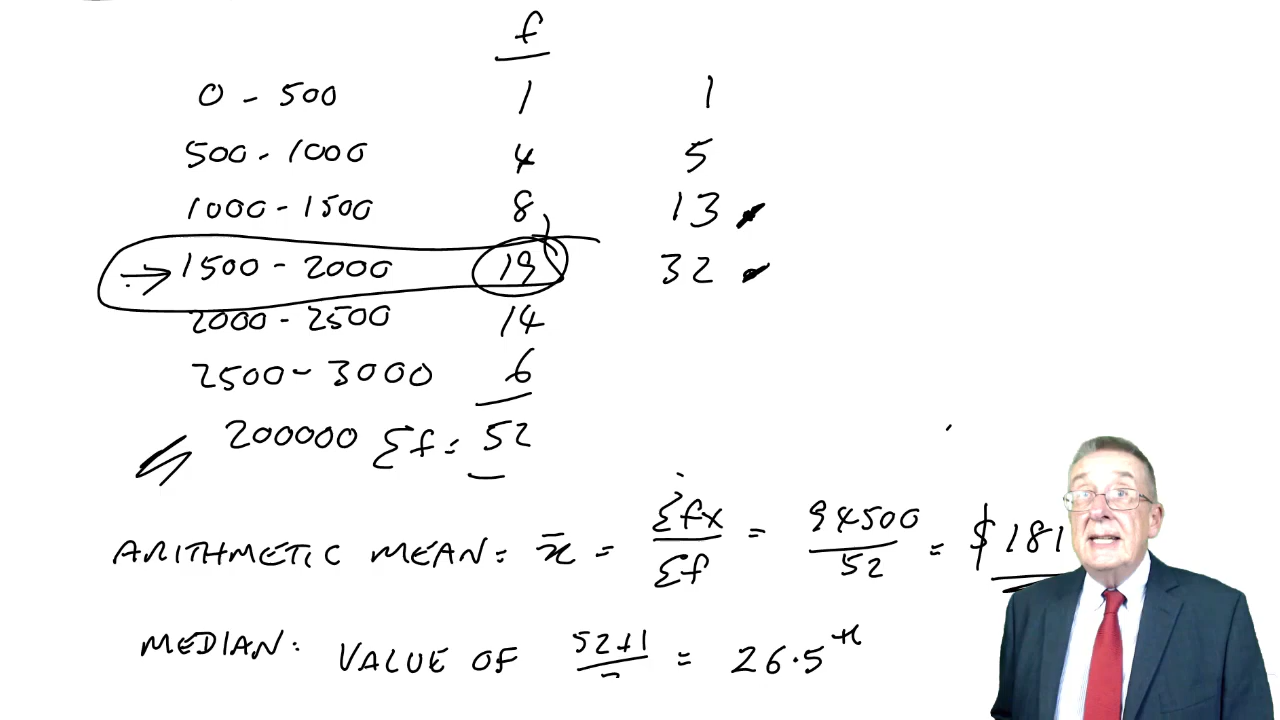 f
0 - 500 1 1
500 - 1000 4 5
1000 - 1500 8 13
→ 1500 - 2000 19 32
2000 - 2500 14
2500 - 3000 6
200000 Σf = 52
ARITHMETIC MEAN: x̄ = Σfx / Σf = 94500 / 52 = $181
MEDIAN: VALUE OF 52+1 / = 26.5th